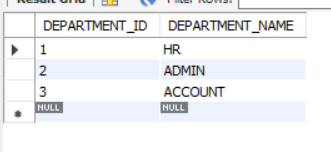 Result Grid Filter Rows:
DEPARTMENT_ID DEPARTMENT_NAME
1 HR
2 ADMIN
3 ACCOUNT
NULL NULL